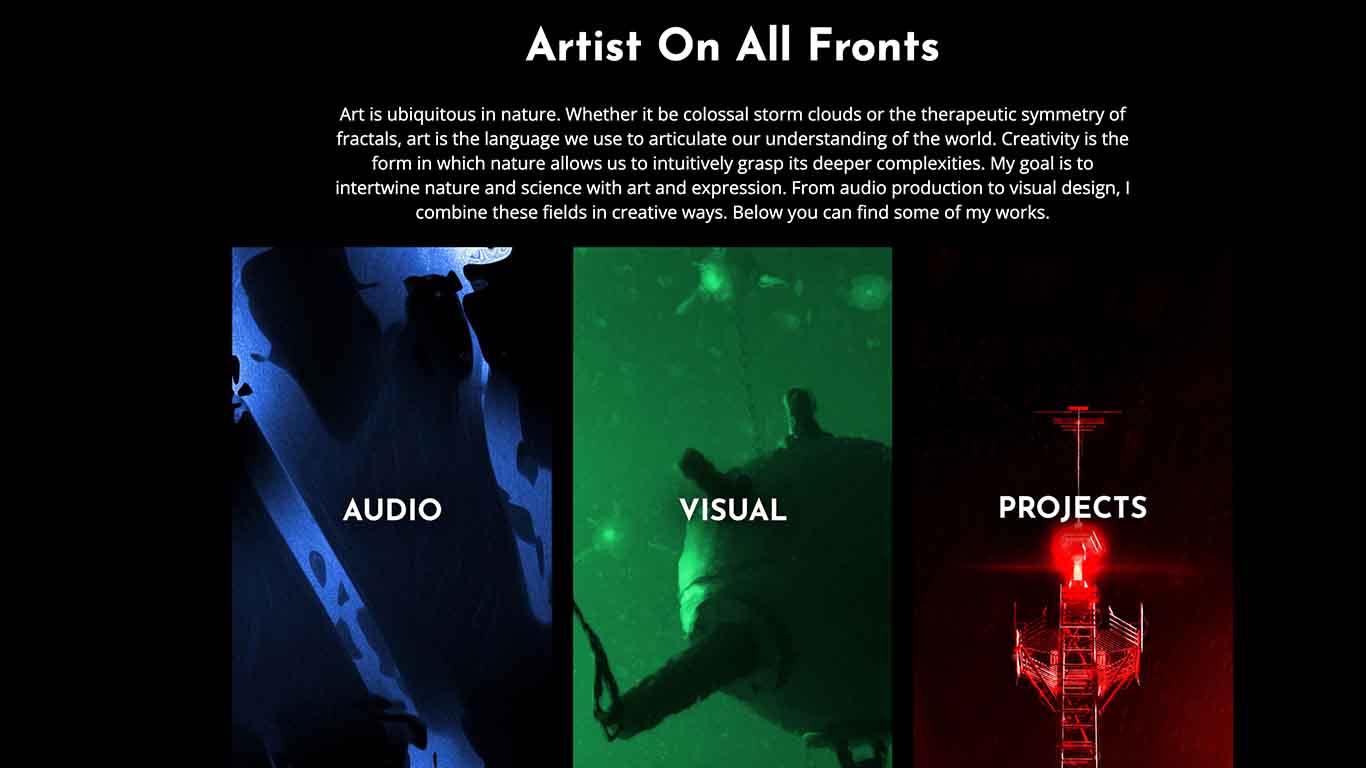 Artist On All Fronts
Art is ubiquitous in nature. Whether it be colossal storm clouds or the therapeutic symmetry of
fractals, art is the language we use to articulate our understanding of the world. Creativity is the
form in which nature allows us to intuitively grasp its deeper complexities. My goal is to
intertwine nature and science with art and expression. From audio production to visual design, I
combine these fields in creative ways. Below you can find some of my works.
AUDIO
VISUAL
PROJECTS